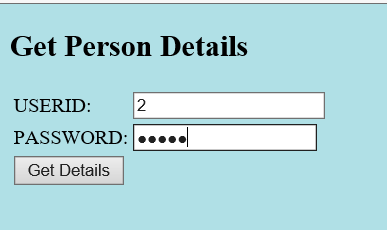 Get Person Details
USERID: 2
PASSWORD: ●●●●●
Get Details